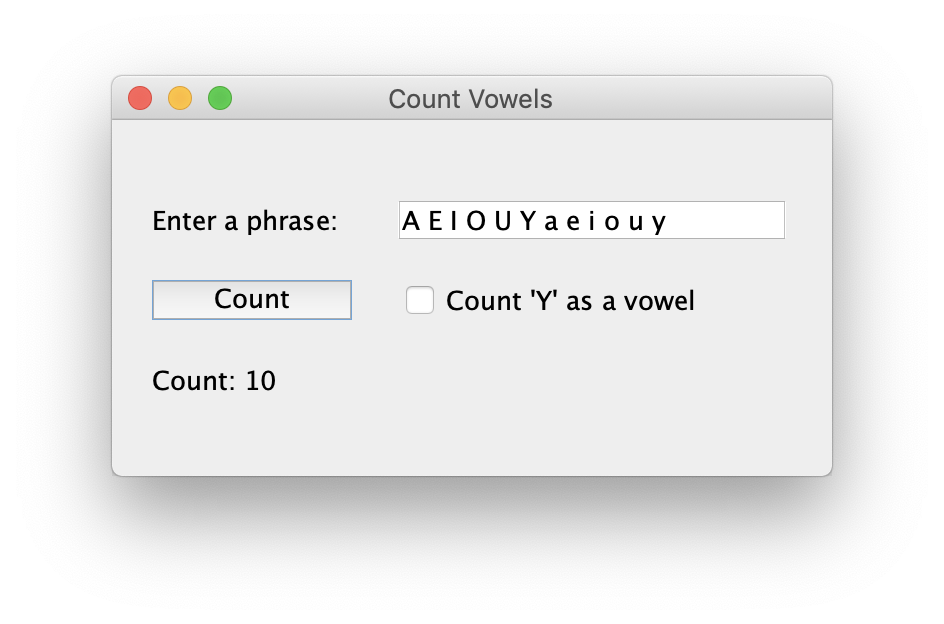 Count Vowels
Enter a phrase: A E I O U Y a e i o u y
Count Count 'Y' as a vowel
Count: 10